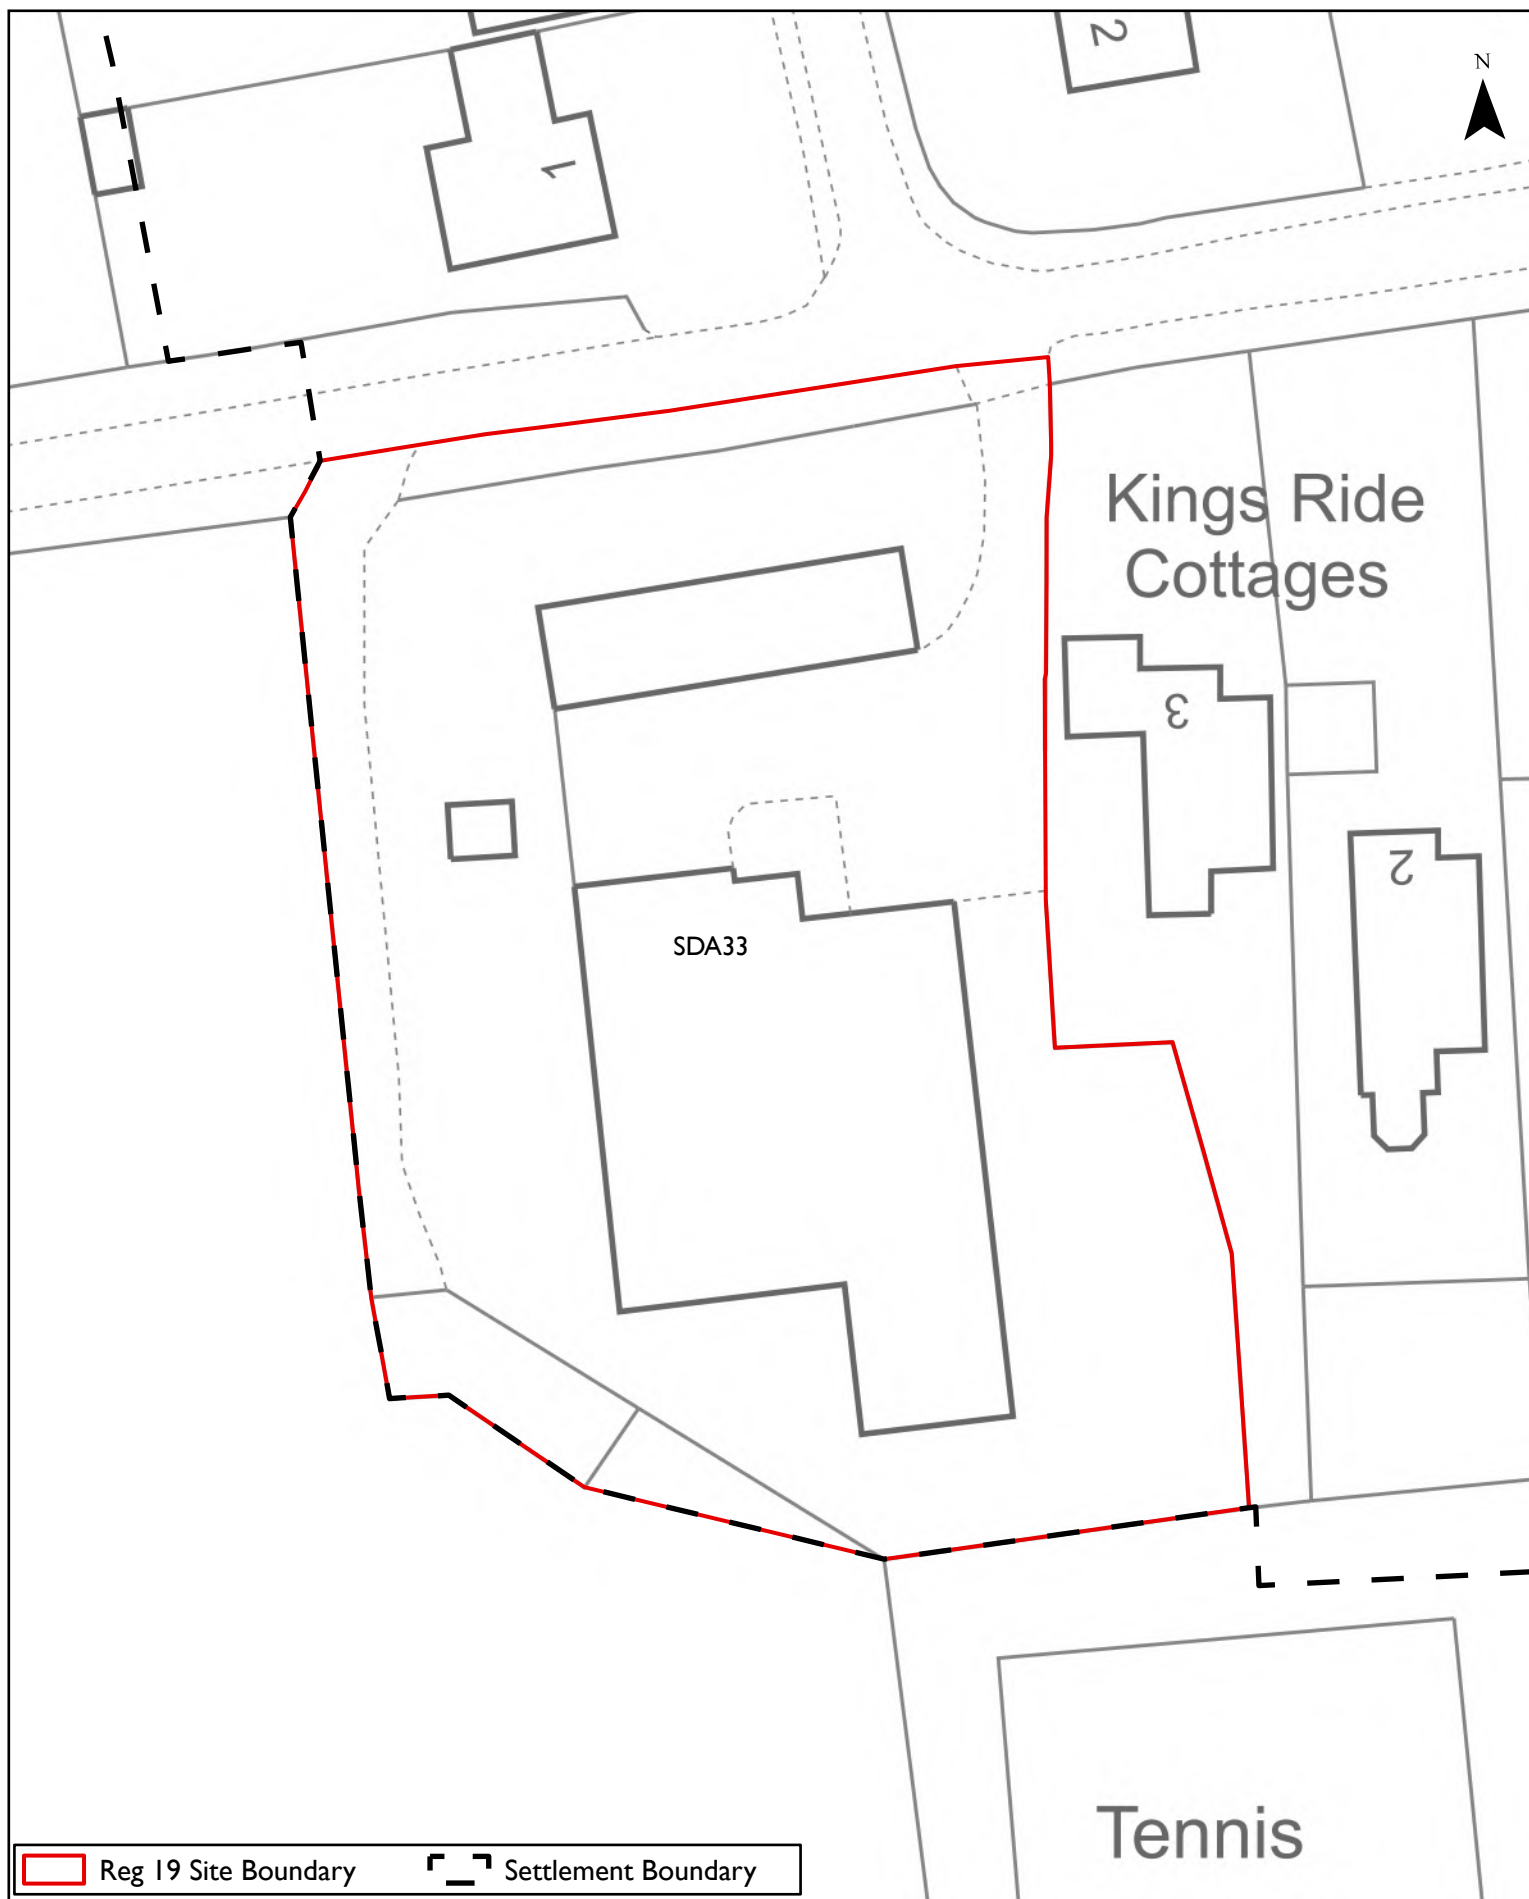 2
N
1
Kings Ride
Cottages
3
2
SDA33
Tennis
Reg 19 Site Boundary
Settlement Boundary